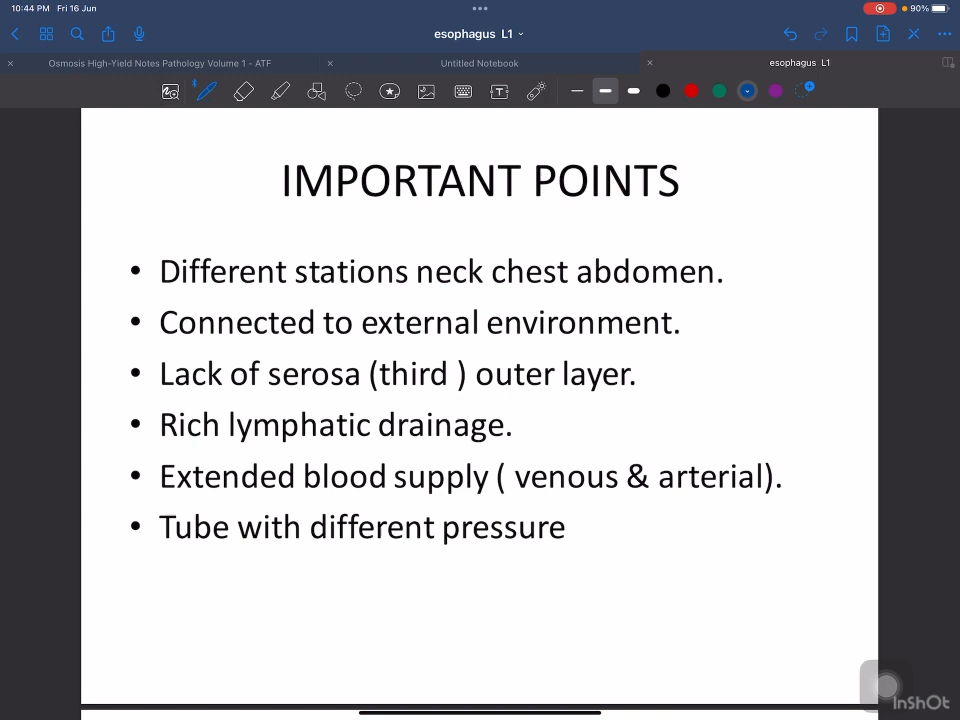 10:44 PM Fri 16 Jun
90%
esophagus L1
Osmosis High-Yield Notes Pathology Volume 1 - ATF
Untitled Notebook
esophagus L1
IMPORTANT POINTS
• Different stations neck chest abdomen.
• Connected to external environment.
• Lack of serosa (third ) outer layer.
• Rich lymphatic drainage.
• Extended blood supply ( venous & arterial).
• Tube with different pressure
InShOt